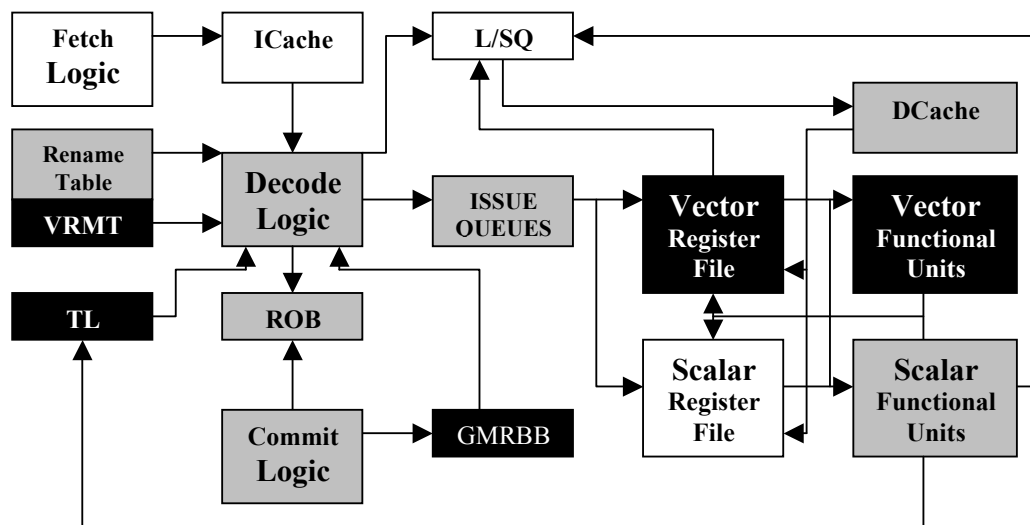 Fetch
Logic
ICache
L/SQ
DCache
Rename
Table
VRMT
Decode
Logic
ISSUE
QUEUES
Vector
Register
File
Vector
Functional
Units
TL
ROB
Scalar
Register
File
Scalar
Functional
Units
Commit
Logic
GMRBB